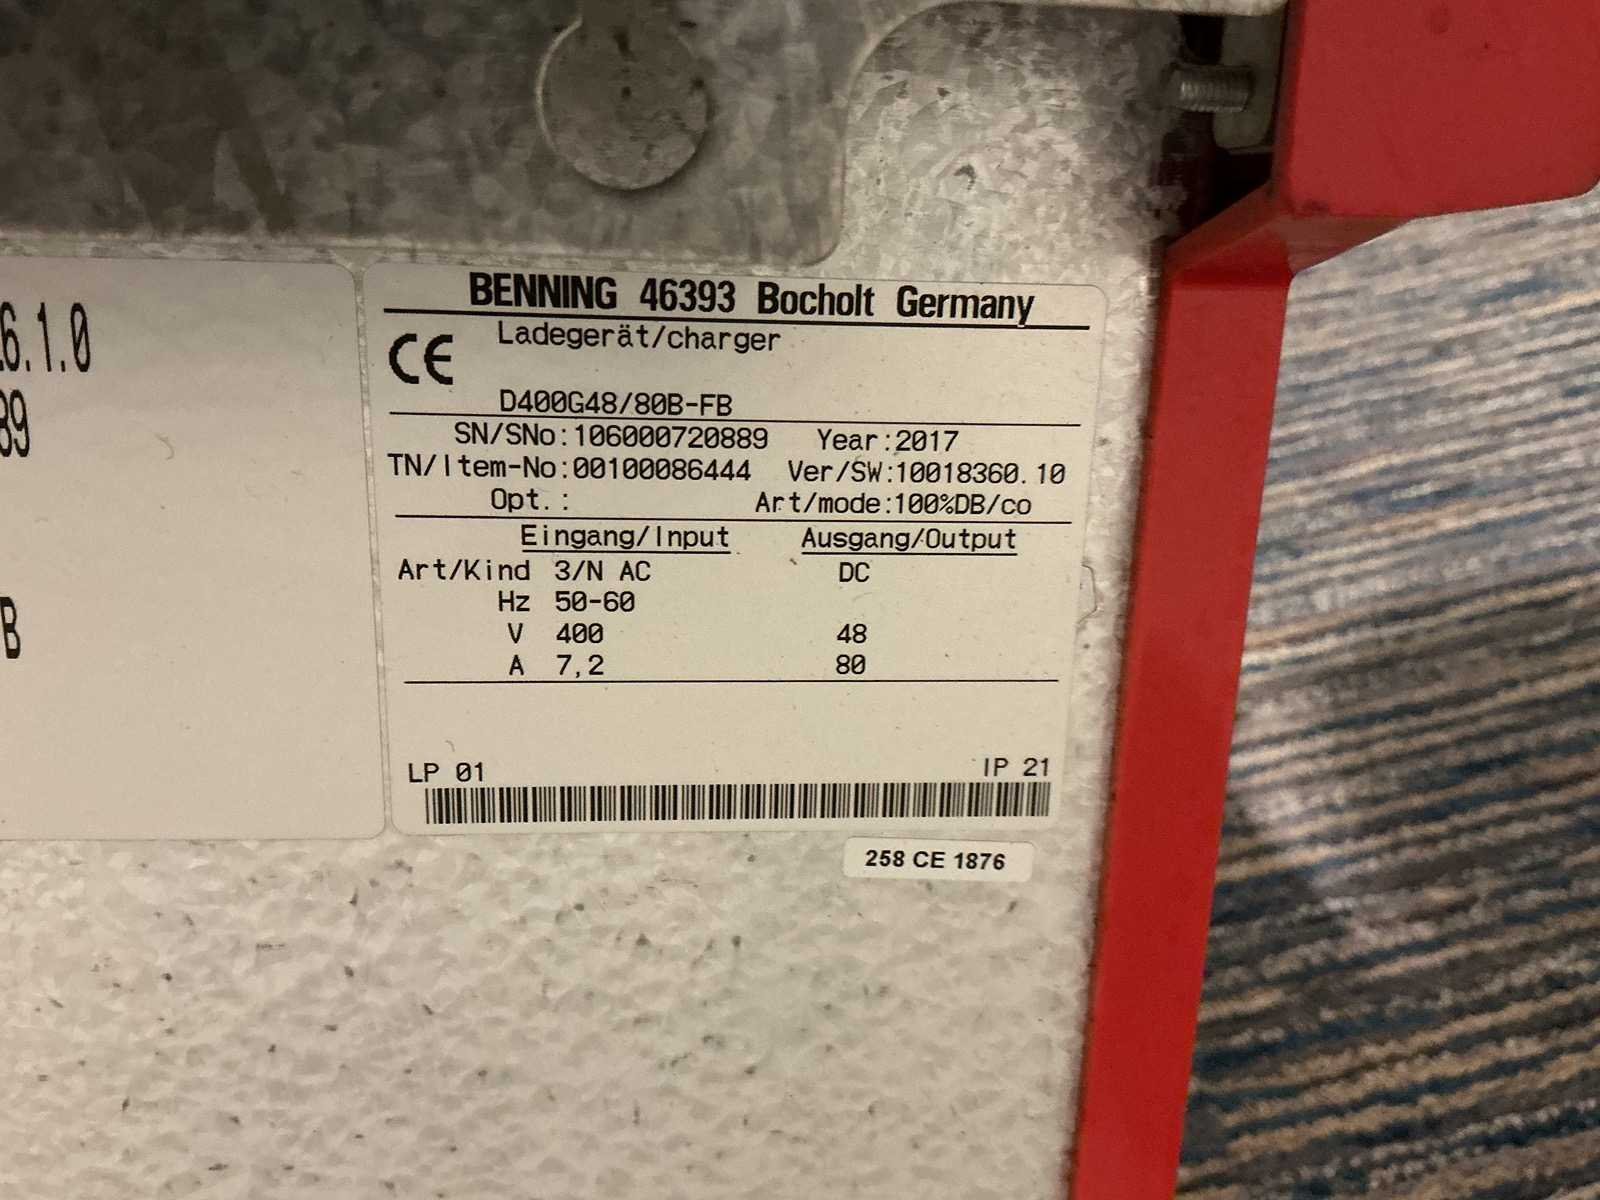 6.1.0
89
B
BENNING 46393 Bocholt Germany
CE Ladegerät/charger
D400G48/80B-FB
SN/SNo:106000720889 Year:2017
TN/Item-No:00100086444 Ver/SW:10018360.10
Opt.: Art/mode:100%DB/co
Eingang/Input Ausgang/Output
Art/Kind 3/N AC DC
Hz 50-60
V 400 48
A 7,2 80
LP 01 IP 21
258 CE 1876